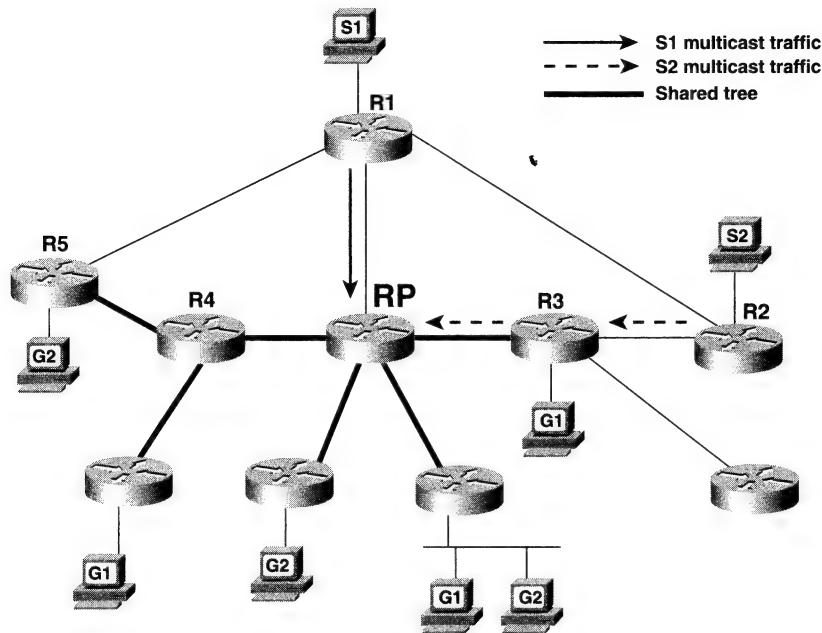 S1
S1 multicast traffic
S2 multicast traffic
Shared tree
R1
R5
S2
R4
RP
R3
R2
G2
G1
G1
G2
G1
G2